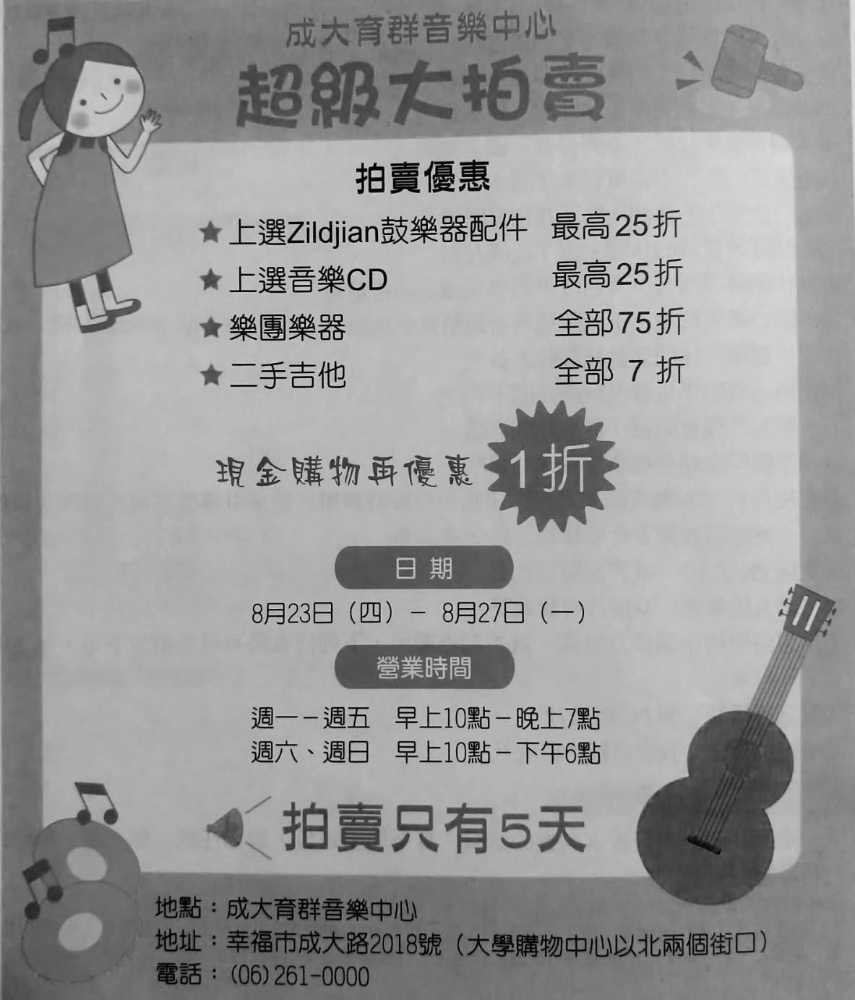 成大育群音樂中心
超級大拍賣
拍賣優惠
★上選Zildjian鼓樂器配件 最高25折
★上選音樂CD 最高25折
★樂團樂器 全部75折
★二手吉他 全部 7 折
現金購物再優惠 1折
日期
8月23日（四）－ 8月27日（一）
營業時間
週一－週五 早上10點－晚上7點
週六、週日 早上10點－下午6點
拍賣只有5天
地點：成大育群音樂中心
地址：幸福市成大路2018號（大學購物中心以北兩個街口）
電話：(06)261-0000